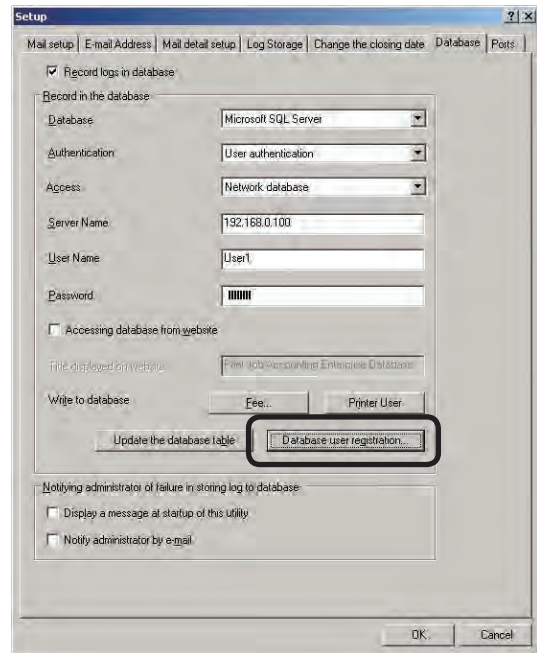 Setup
Mail setup E-mail Address Mail detail setup Log Storage Change the closing date Database Ports
Record logs in database
Record in the database
Database Microsoft SQL Server
Authentication User authentication
Access Network database
Server Name 192.168.0.100
User Name User1
Password
Accessing database from website
Title displayed on website Print Job Accounting Enterprise Database
Write to database Fee... Printer User
Update the database table Database user registration...
Notifying administrator of failure in storing log to database
Display a message at startup of this utility
Notify administrator by e-mail
OK Cancel